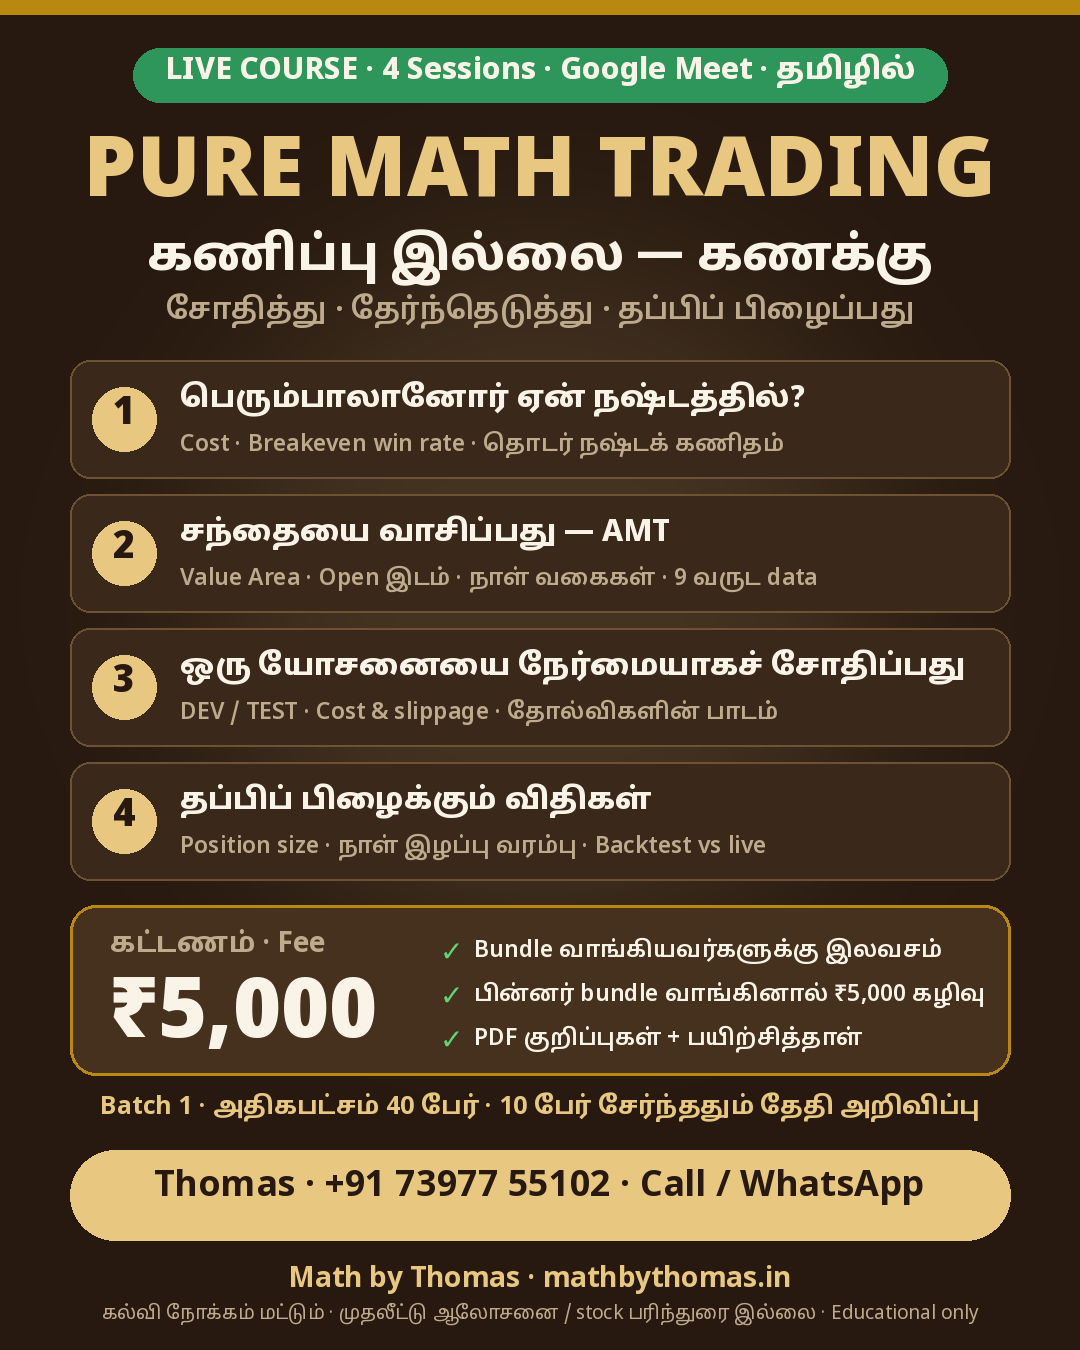 LIVE COURSE · 4 Sessions · Google Meet · தமிழில்
PURE MATH TRADING
கணிப்பு இல்லை — கணக்கு
சோதித்து · தேர்ந்தெடுத்து · தப்பிப் பிழைப்பது
1
பெரும்பாலானோர் ஏன் நஷ்டத்தில்?
Cost · Breakeven win rate · தொடர் நஷ்டக் கணிதம்
2
சந்தையை வாசிப்பது — AMT
Value Area · Open இடம் · நாள் வகைகள் · 9 வருட data
3
ஒரு யோசனையை நேர்மையாகச் சோதிப்பது
DEV / TEST · Cost & slippage · தோல்விகளின் பாடம்
4
தப்பிப் பிழைக்கும் விதிகள்
Position size · நாள் இழப்பு வரம்பு · Backtest vs live
கட்டணம் · Fee
₹5,000
✓ Bundle வாங்கியவர்களுக்கு இலவசம்
✓ பின்னர் bundle வாங்கினால் ₹5,000 கழிவு
✓ PDF குறிப்புகள் + பயிற்சித்தாள்
Batch 1 · அதிகபட்சம் 40 பேர் · 10 பேர் சேர்ந்ததும் தேதி அறிவிப்பு
Thomas · +91 73977 55102 · Call / WhatsApp
Math by Thomas · mathbythomas.in
கல்வி நோக்கம் மட்டும் · முதலீட்டு ஆலோசனை / stock பரிந்துரை இல்லை · Educational only